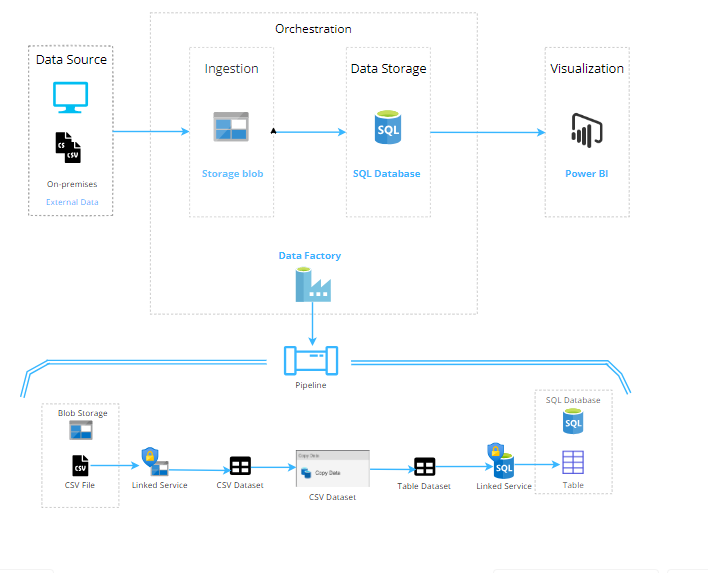 Orchestration
Data Source
Ingestion
Data Storage
Visualization
CS
CSV
SQL
On-premises
External Data
Storage blob
SQL Database
Power BI
Data Factory
Pipeline
Blob Storage
SQL Database
SQL
CSV
Copy Data
Copy Data
SQL
CSV File
Linked Service
CSV Dataset
CSV Dataset
Table Dataset
Linked Service
Table